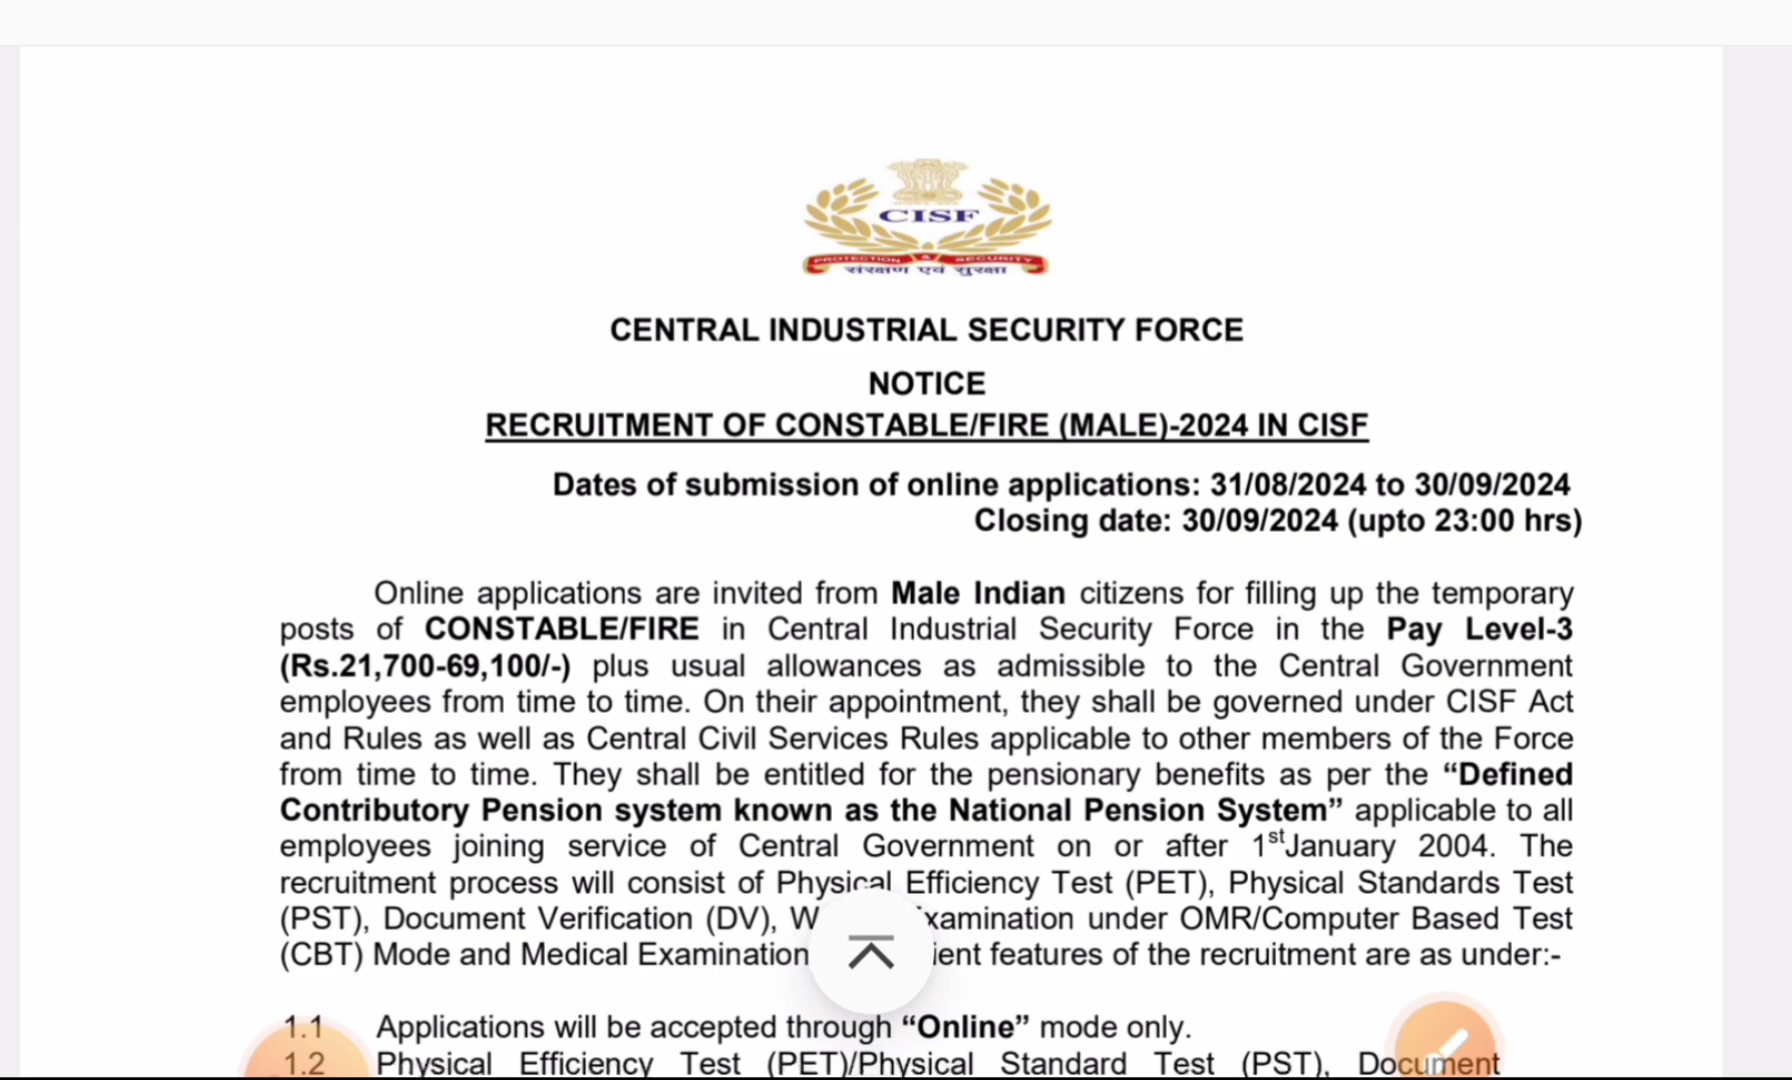 CISF
PROTECTION & SECURITY
संरक्षण एवं सुरक्षा
CENTRAL INDUSTRIAL SECURITY FORCE
NOTICE
RECRUITMENT OF CONSTABLE/FIRE (MALE)-2024 IN CISF
Dates of submission of online applications: 31/08/2024 to 30/09/2024
Closing date: 30/09/2024 (upto 23:00 hrs)
Online applications are invited from Male Indian citizens for filling up the temporary
posts of CONSTABLE/FIRE in Central Industrial Security Force in the Pay Level-3
(Rs.21,700-69,100/-) plus usual allowances as admissible to the Central Government
employees from time to time. On their appointment, they shall be governed under CISF Act
and Rules as well as Central Civil Services Rules applicable to other members of the Force
from time to time. They shall be entitled for the pensionary benefits as per the “Defined
Contributory Pension system known as the National Pension System” applicable to all
employees joining service of Central Government on or after 1stJanuary 2004. The
recruitment process will consist of Physical Efficiency Test (PET), Physical Standards Test
(PST), Document Verification (DV), xamination under OMR/Computer Based Test
(CBT) Mode and Medical Examination ient features of the recruitment are as under:-
1.1 Applications will be accepted through “Online” mode only.
1.2 Physical Efficiency Test (PET)/Physical Standard Test (PST), Document